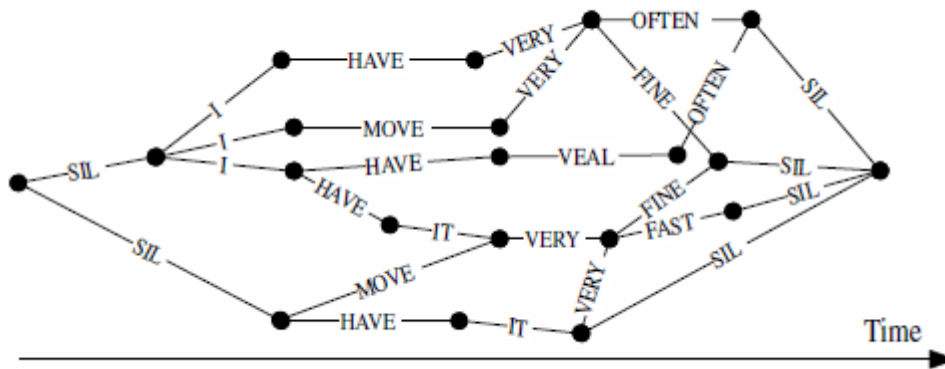 OFTEN
HAVE VERY
I VERY FINE OFTEN SIL
I MOVE
SIL I HAVE VEAL SIL
HAVE FINE SIL
IT VERY FAST
SIL MOVE SIL
HAVE IT VERY
Time